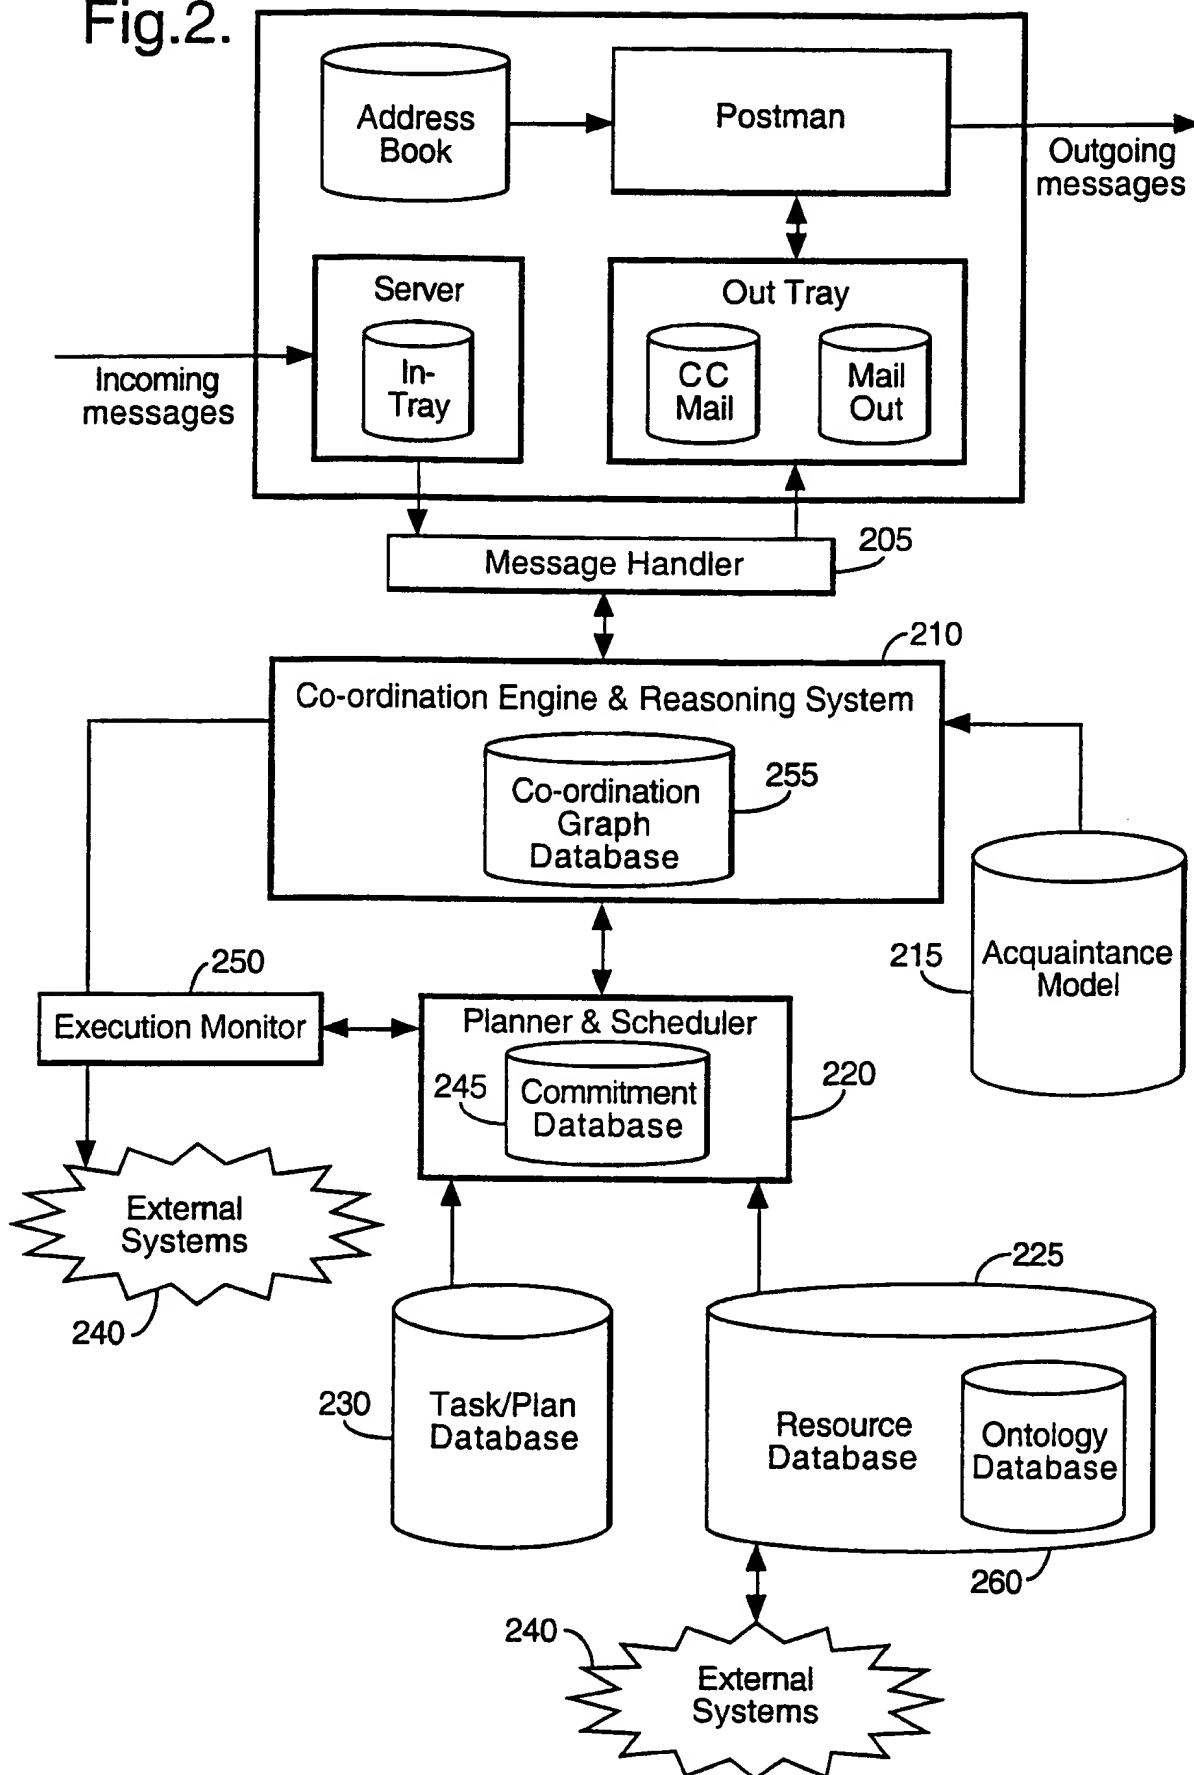 Fig.2.
Address
Book
Postman
Outgoing
messages
Server
In-
Tray
Out Tray
CC
Mail
Mail
Out
Incoming
messages
Message Handler
205
210
Co-ordination Engine & Reasoning System
Co-ordination
Graph
Database
255
215
Acquaintance
Model
250
Execution Monitor
Planner & Scheduler
245
Commitment
Database
220
External
Systems
240
225
230
Task/Plan
Database
Resource
Database
Ontology
Database
260
240
External
Systems